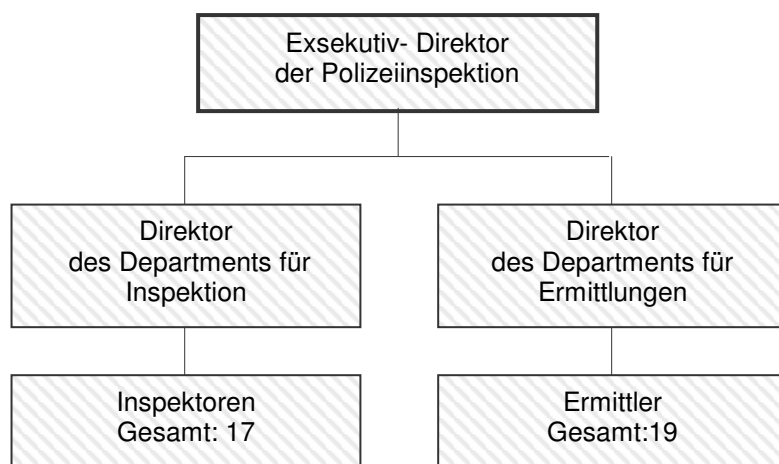 Exsekutiv- Direktor
der Polizeiinspektion
Direktor
des Departments für
Inspektion
Direktor
des Departments für
Ermittlungen
Inspektoren
Gesamt: 17
Ermittler
Gesamt:19